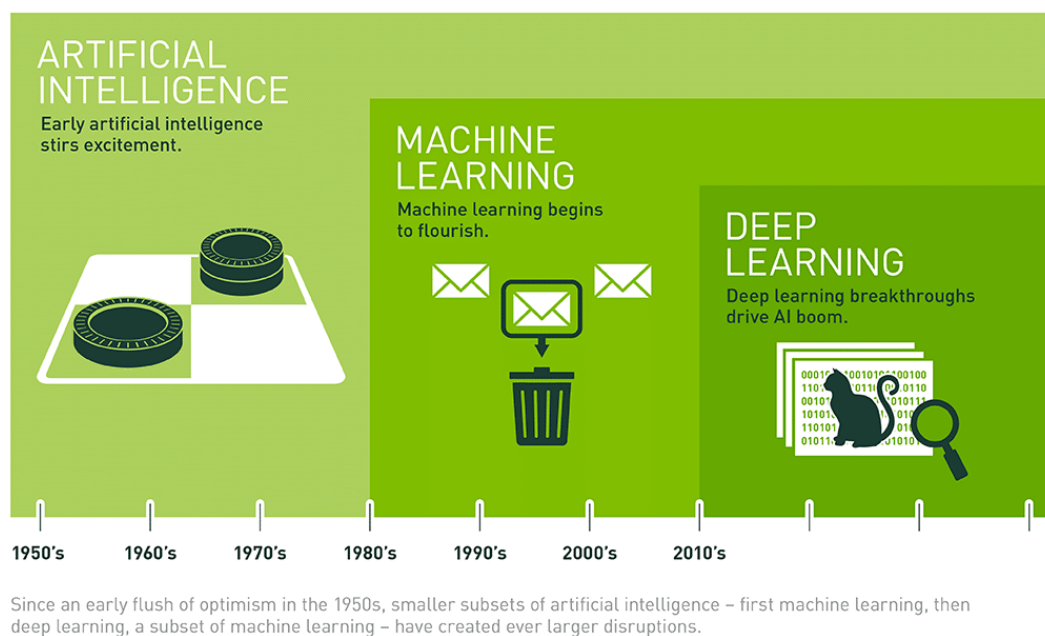 ARTIFICIAL
INTELLIGENCE
Early artificial intelligence
stirs excitement.
MACHINE
LEARNING
Machine learning begins
to flourish.
DEEP
LEARNING
Deep learning breakthroughs
drive AI boom.
1950's
1960's
1970's
1980's
1990's
2000's
2010's
Since an early flush of optimism in the 1950s, smaller subsets of artificial intelligence – first machine learning, then
deep learning, a subset of machine learning – have created ever larger disruptions.